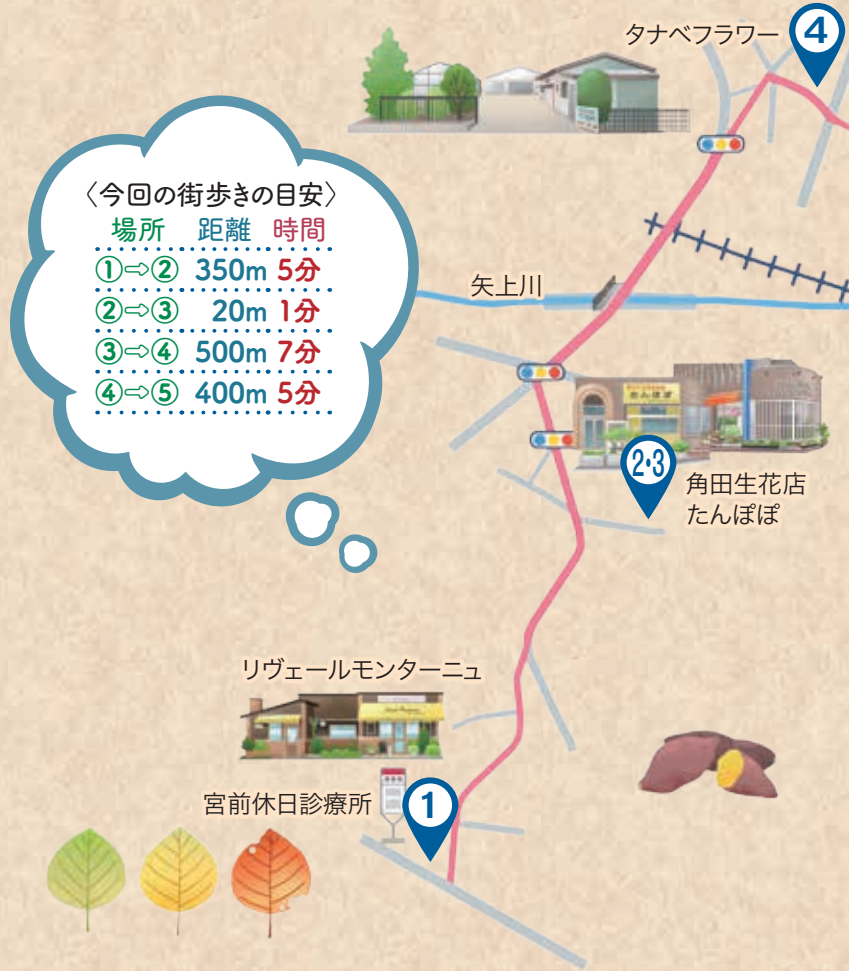 タナベフラワー
4
〈今回の街歩きの目安〉
場所 距離 時間
①⇨② 350m 5分
②⇨③ 20m 1分
③⇨④ 500m 7分
④⇨⑤ 400m 5分
矢上川
たんぽぽ
2・3
角田生花店
たんぽぽ
リヴェールモンターニュ
宮前休日診療所
1